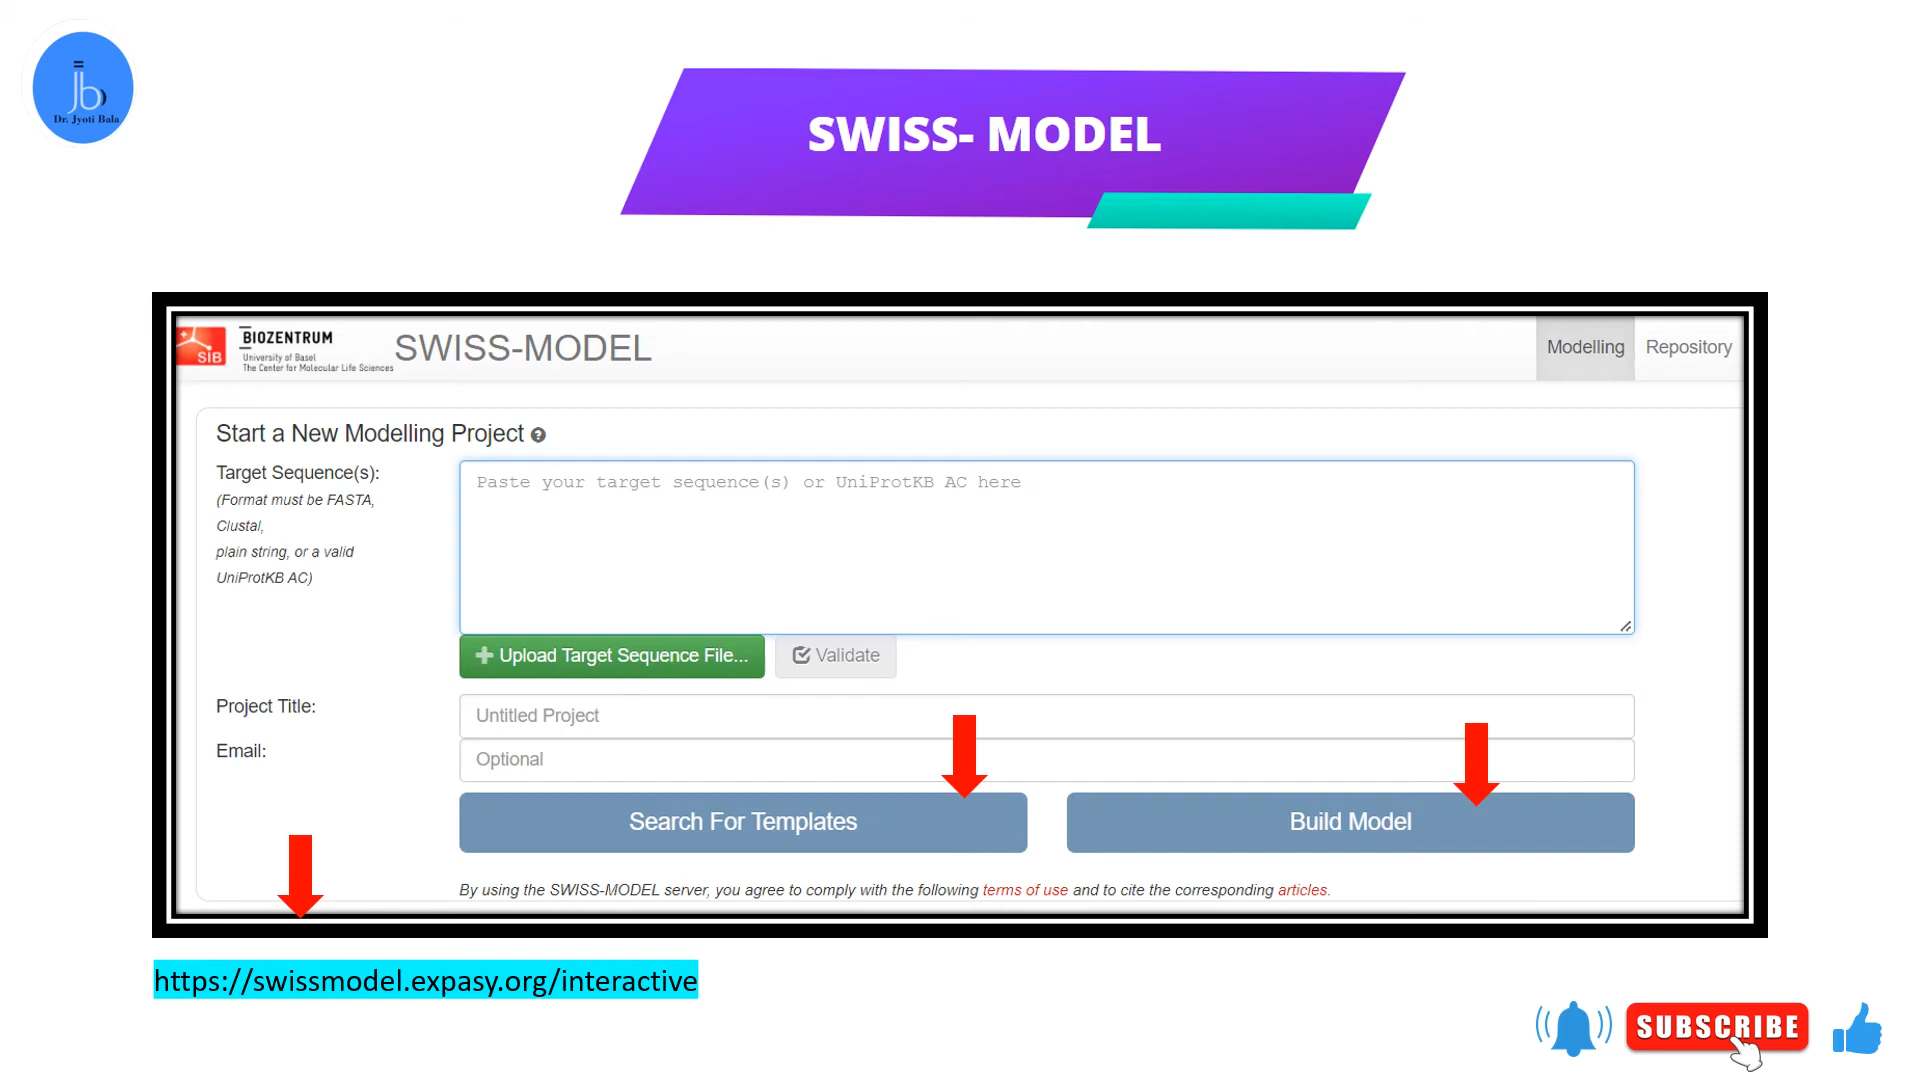 Dr. Jyoti Bala
SWISS- MODEL
SIB
BIOZENTRUM
University of Basel
The Center for Molecular Life Sciences
SWISS-MODEL
Modelling
Repository
Start a New Modelling Project
Target Sequence(s):
(Format must be FASTA,
Clustal,
plain string, or a valid
UniProtKB AC)
Paste your target sequence(s) or UniProtKB AC here
Upload Target Sequence File...
Validate
Project Title:
Untitled Project
Email:
Optional
Search For Templates
Build Model
By using the SWISS-MODEL server, you agree to comply with the following terms of use and to cite the corresponding articles.
https://swissmodel.expasy.org/interactive
SUBSCRIBE